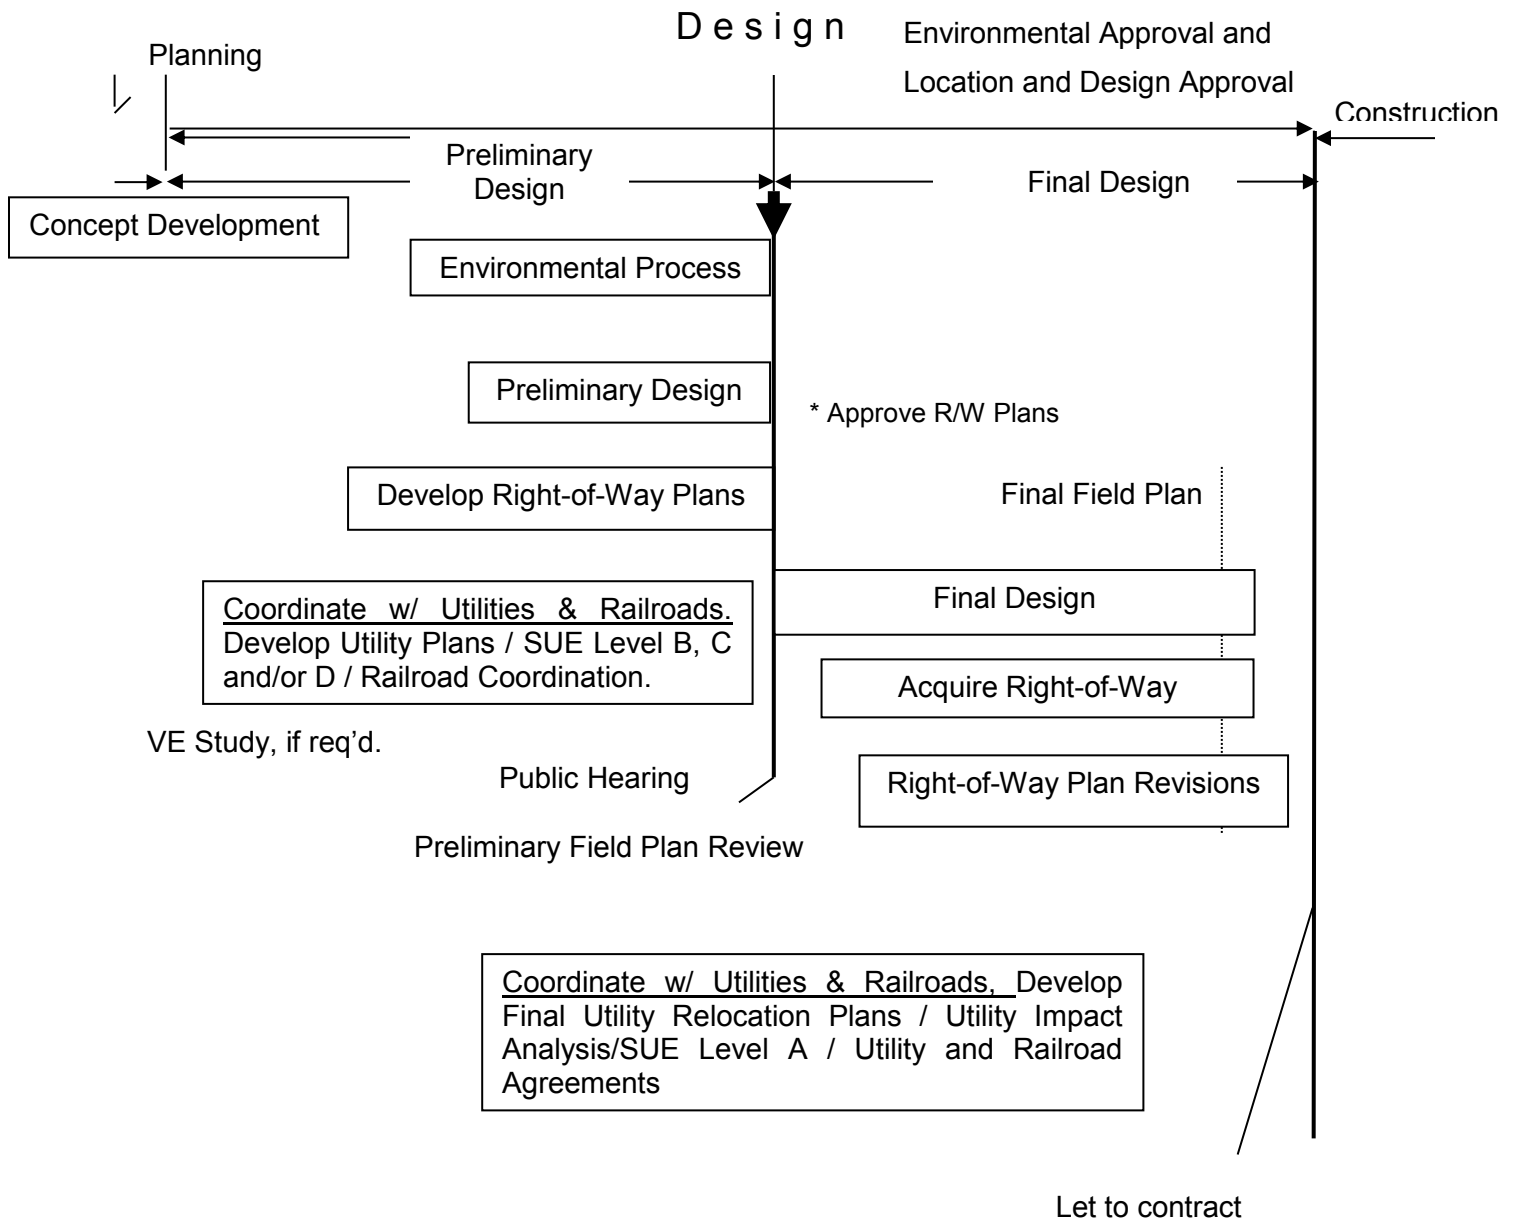 D e s i g n
Environmental Approval and
Location and Design Approval
Planning
Construction
Preliminary
Design
Final Design
Concept Development
Environmental Process
Preliminary Design
* Approve R/W Plans
Develop Right-of-Way Plans
Final Field Plan
Final Design
Coordinate w/ Utilities & Railroads.
Develop Utility Plans / SUE Level B, C
and/or D / Railroad Coordination.
Acquire Right-of-Way
VE Study, if req’d.
Public Hearing
Right-of-Way Plan Revisions
Preliminary Field Plan Review
Coordinate w/ Utilities & Railroads, Develop
Final Utility Relocation Plans / Utility Impact
Analysis/SUE Level A / Utility and Railroad
Agreements
Let to contract